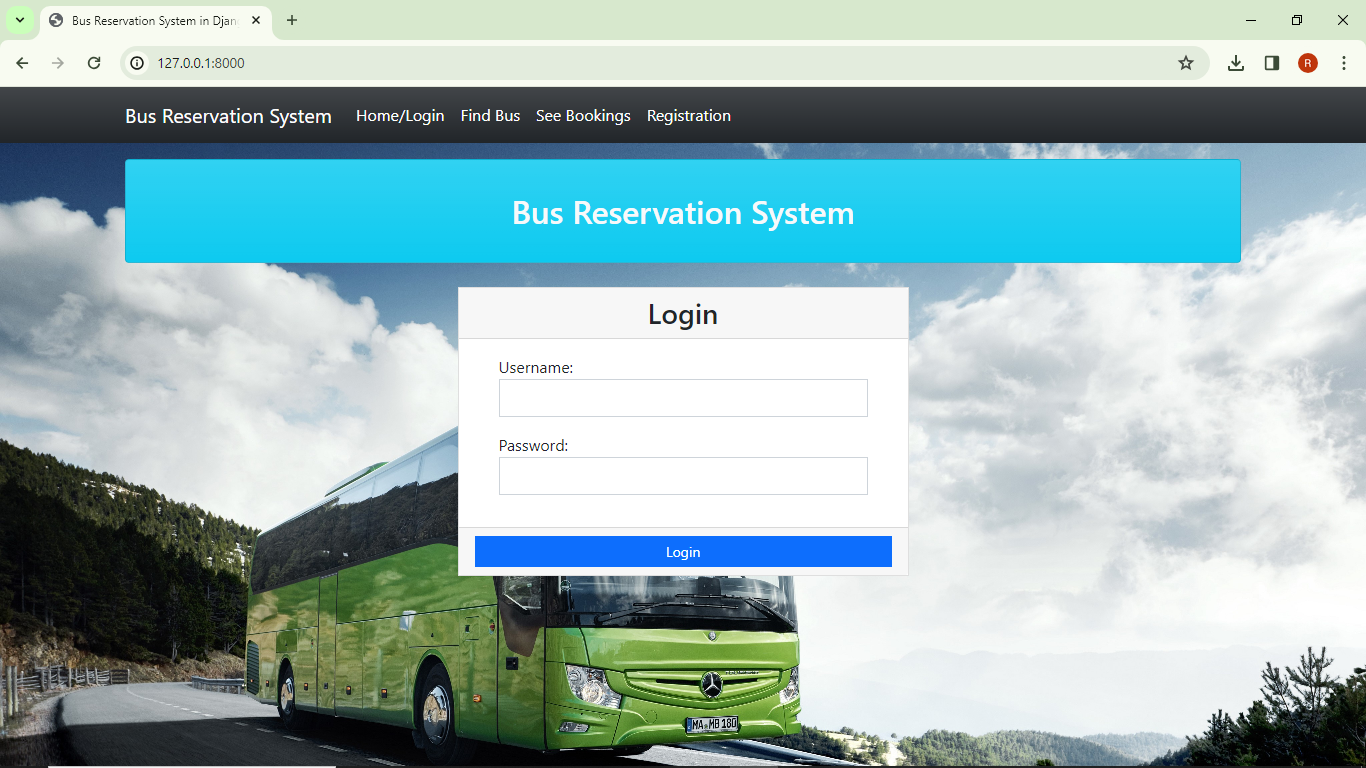 Bus Reservation System in Djan
127.0.0.1:8000
R
Bus Reservation System Home/Login Find Bus See Bookings Registration
Bus Reservation System
Login
Username:
Password:
Login
MA MB 180